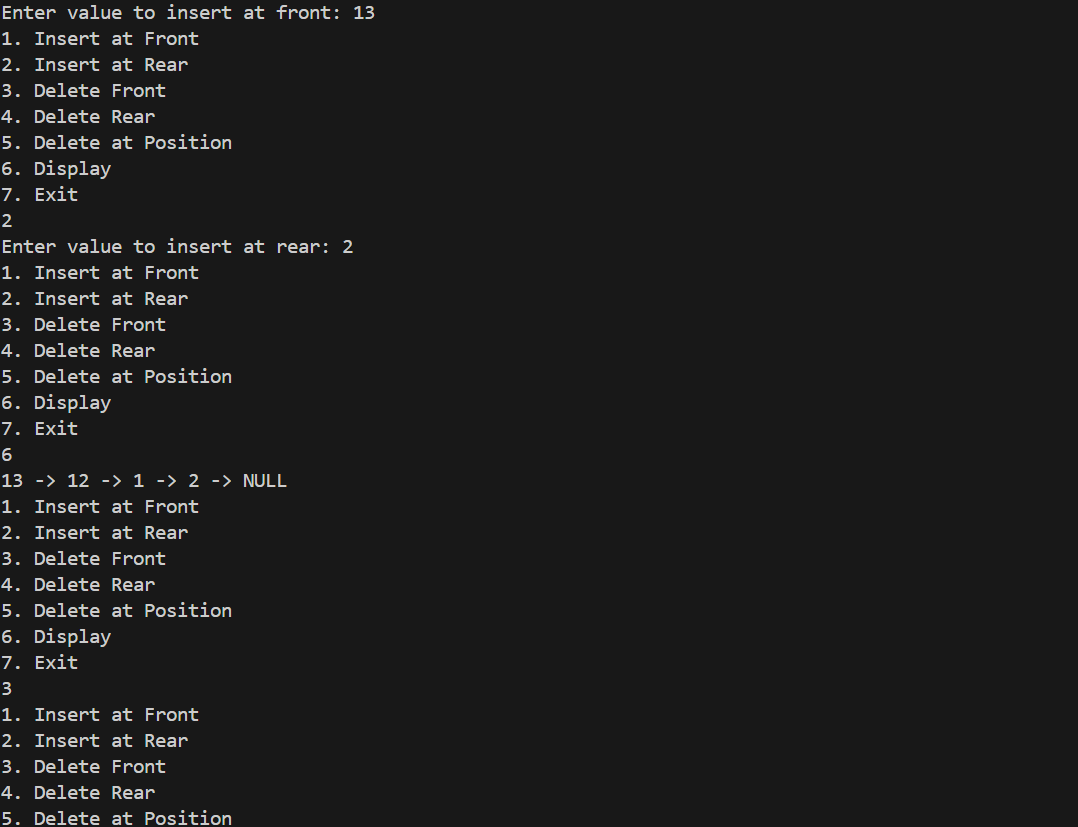 Enter value to insert at front: 13
1. Insert at Front
2. Insert at Rear
3. Delete Front
4. Delete Rear
5. Delete at Position
6. Display
7. Exit
2
Enter value to insert at rear: 2
1. Insert at Front
2. Insert at Rear
3. Delete Front
4. Delete Rear
5. Delete at Position
6. Display
7. Exit
6
13 -> 12 -> 1 -> 2 -> NULL
1. Insert at Front
2. Insert at Rear
3. Delete Front
4. Delete Rear
5. Delete at Position
6. Display
7. Exit
3
1. Insert at Front
2. Insert at Rear
3. Delete Front
4. Delete Rear
5. Delete at Position